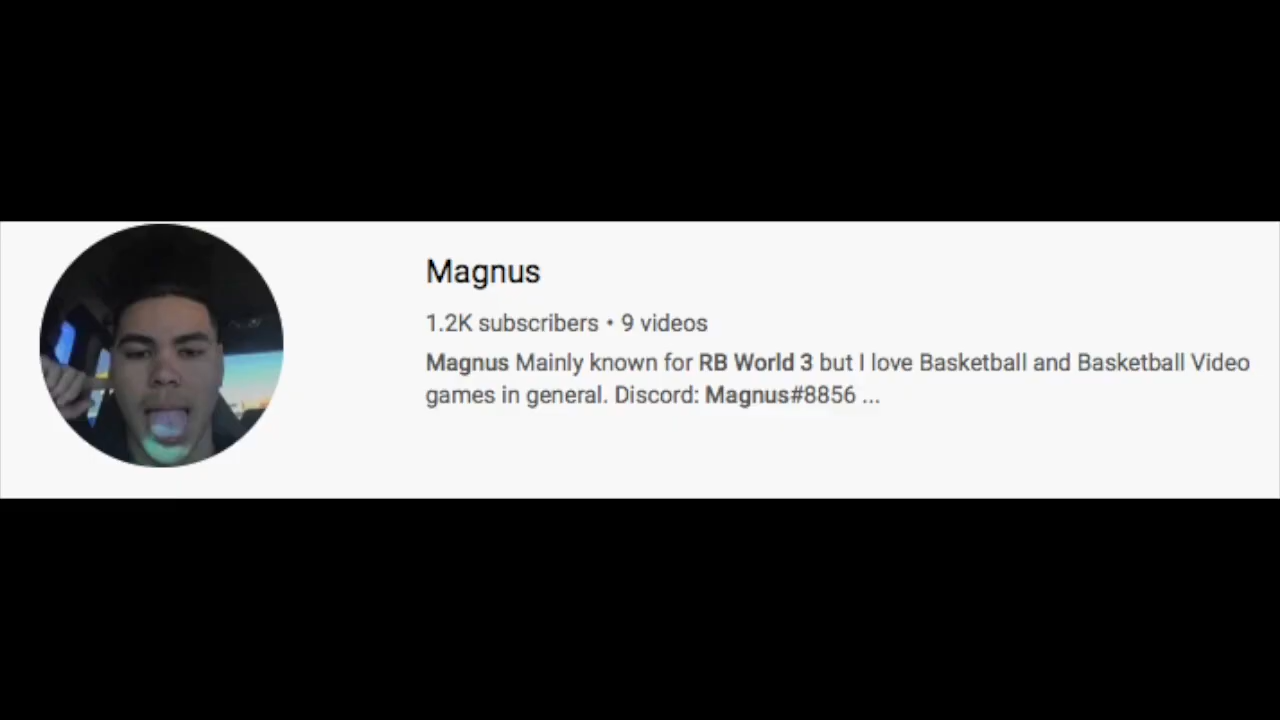 Magnus
1.2K subscribers • 9 videos
Magnus Mainly known for RB World 3 but I love Basketball and Basketball Video
games in general. Discord: Magnus#8856 ...